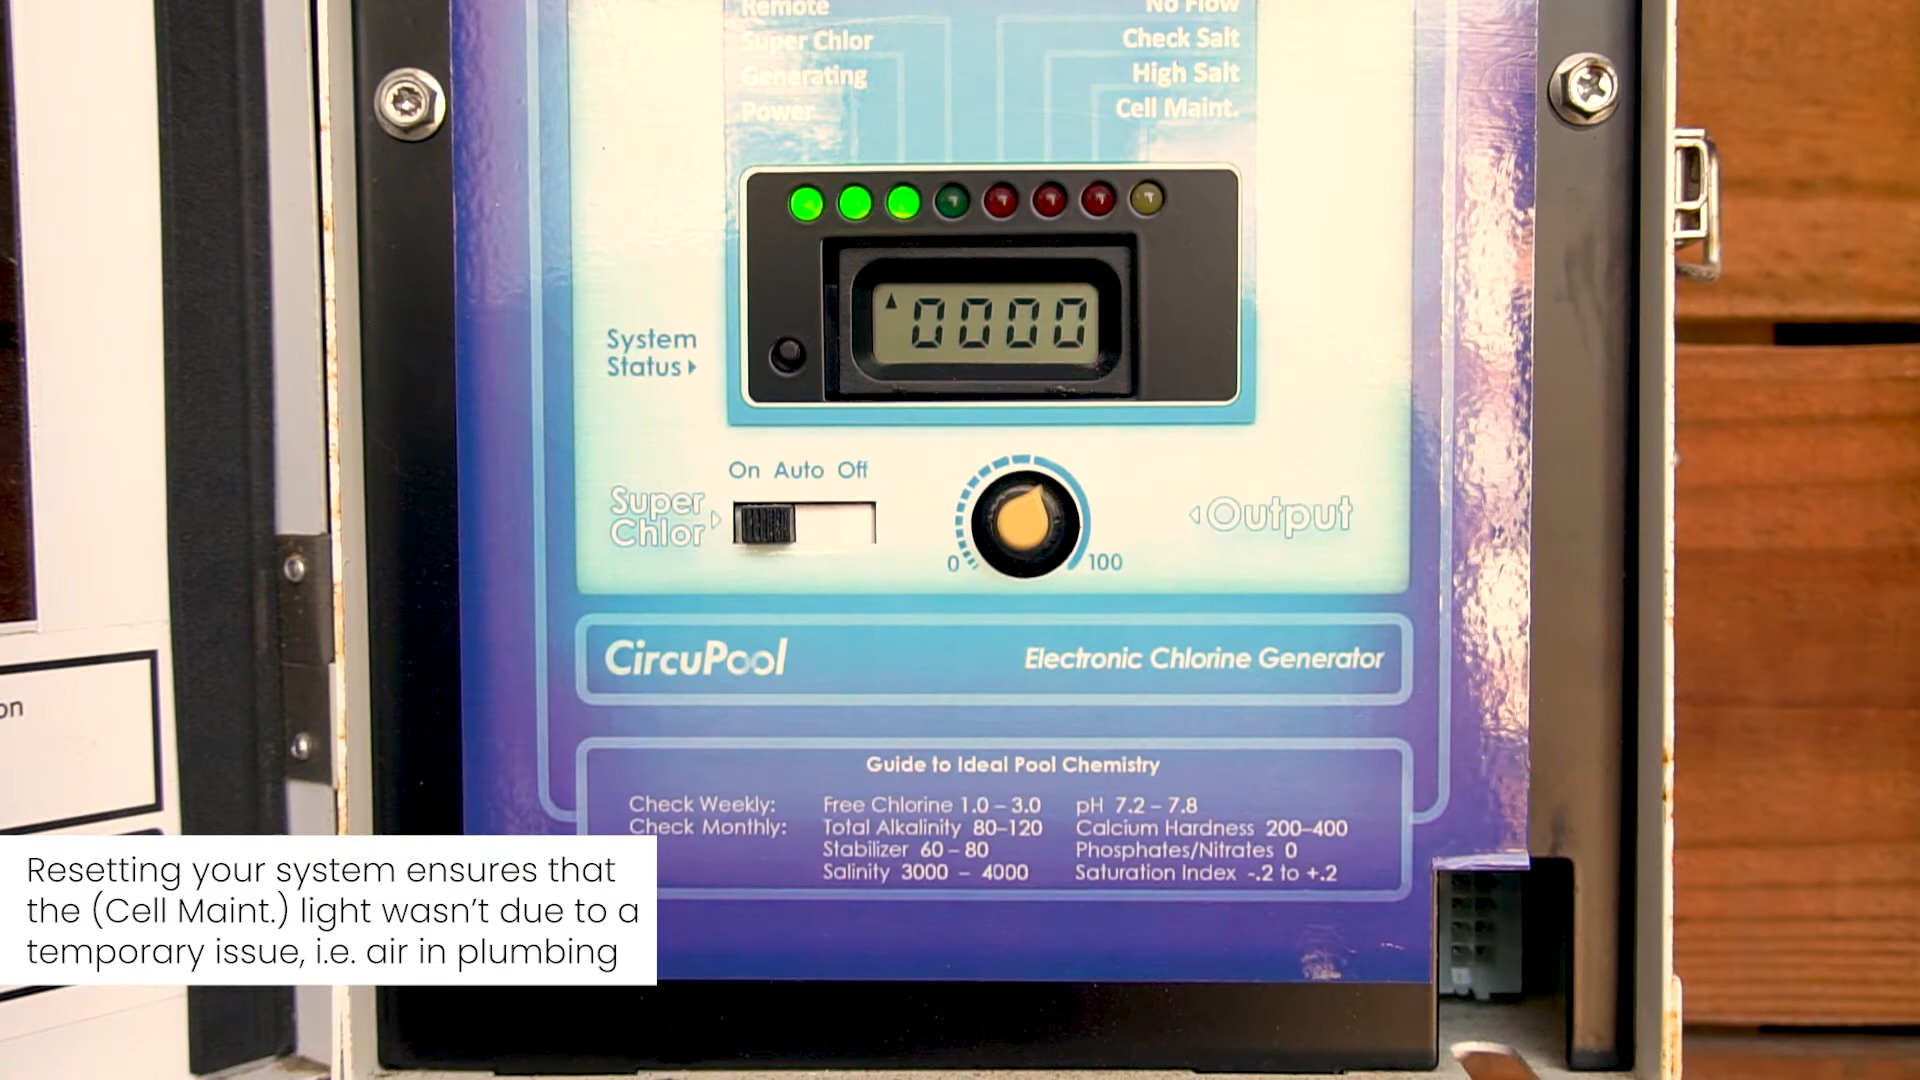 Remote
No Flow
Super Chlor
Check Salt
Generating
High Salt
Power
Cell Maint.
0000
System
Status
On Auto Off
Super
Chlor
0
100
Output
CircuPool
Electronic Chlorine Generator
Guide to Ideal Pool Chemistry
Check Weekly: Free Chlorine 1.0 – 3.0 pH 7.2 – 7.8
Check Monthly: Total Alkalinity 80–120 Calcium Hardness 200–400
Stabilizer 60 – 80 Phosphates/Nitrates 0
Salinity 3000 – 4000 Saturation Index -.2 to +.2
on
Resetting your system ensures that
the (Cell Maint.) light wasn’t due to a
temporary issue, i.e. air in plumbing